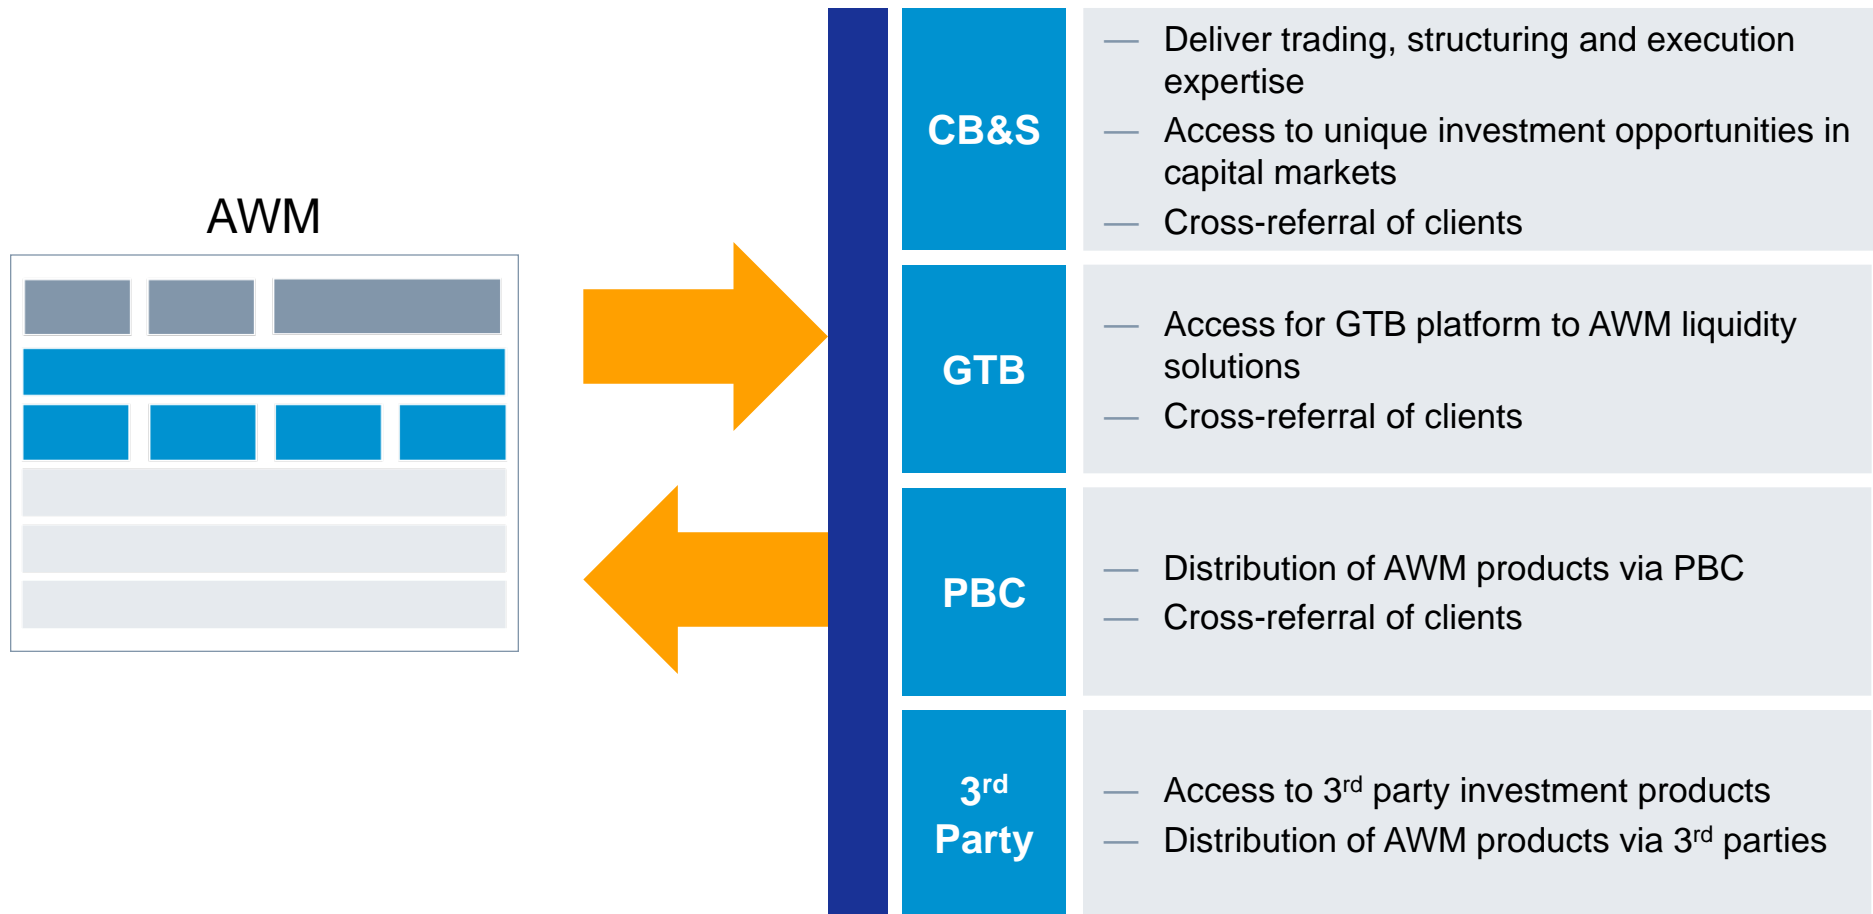 AWM
CB&S
— Deliver trading, structuring and execution
expertise
— Access to unique investment opportunities in
capital markets
— Cross-referral of clients
GTB
— Access for GTB platform to AWM liquidity
solutions
— Cross-referral of clients
PBC
— Distribution of AWM products via PBC
— Cross-referral of clients
3rd
Party
— Access to 3rd party investment products
— Distribution of AWM products via 3rd parties